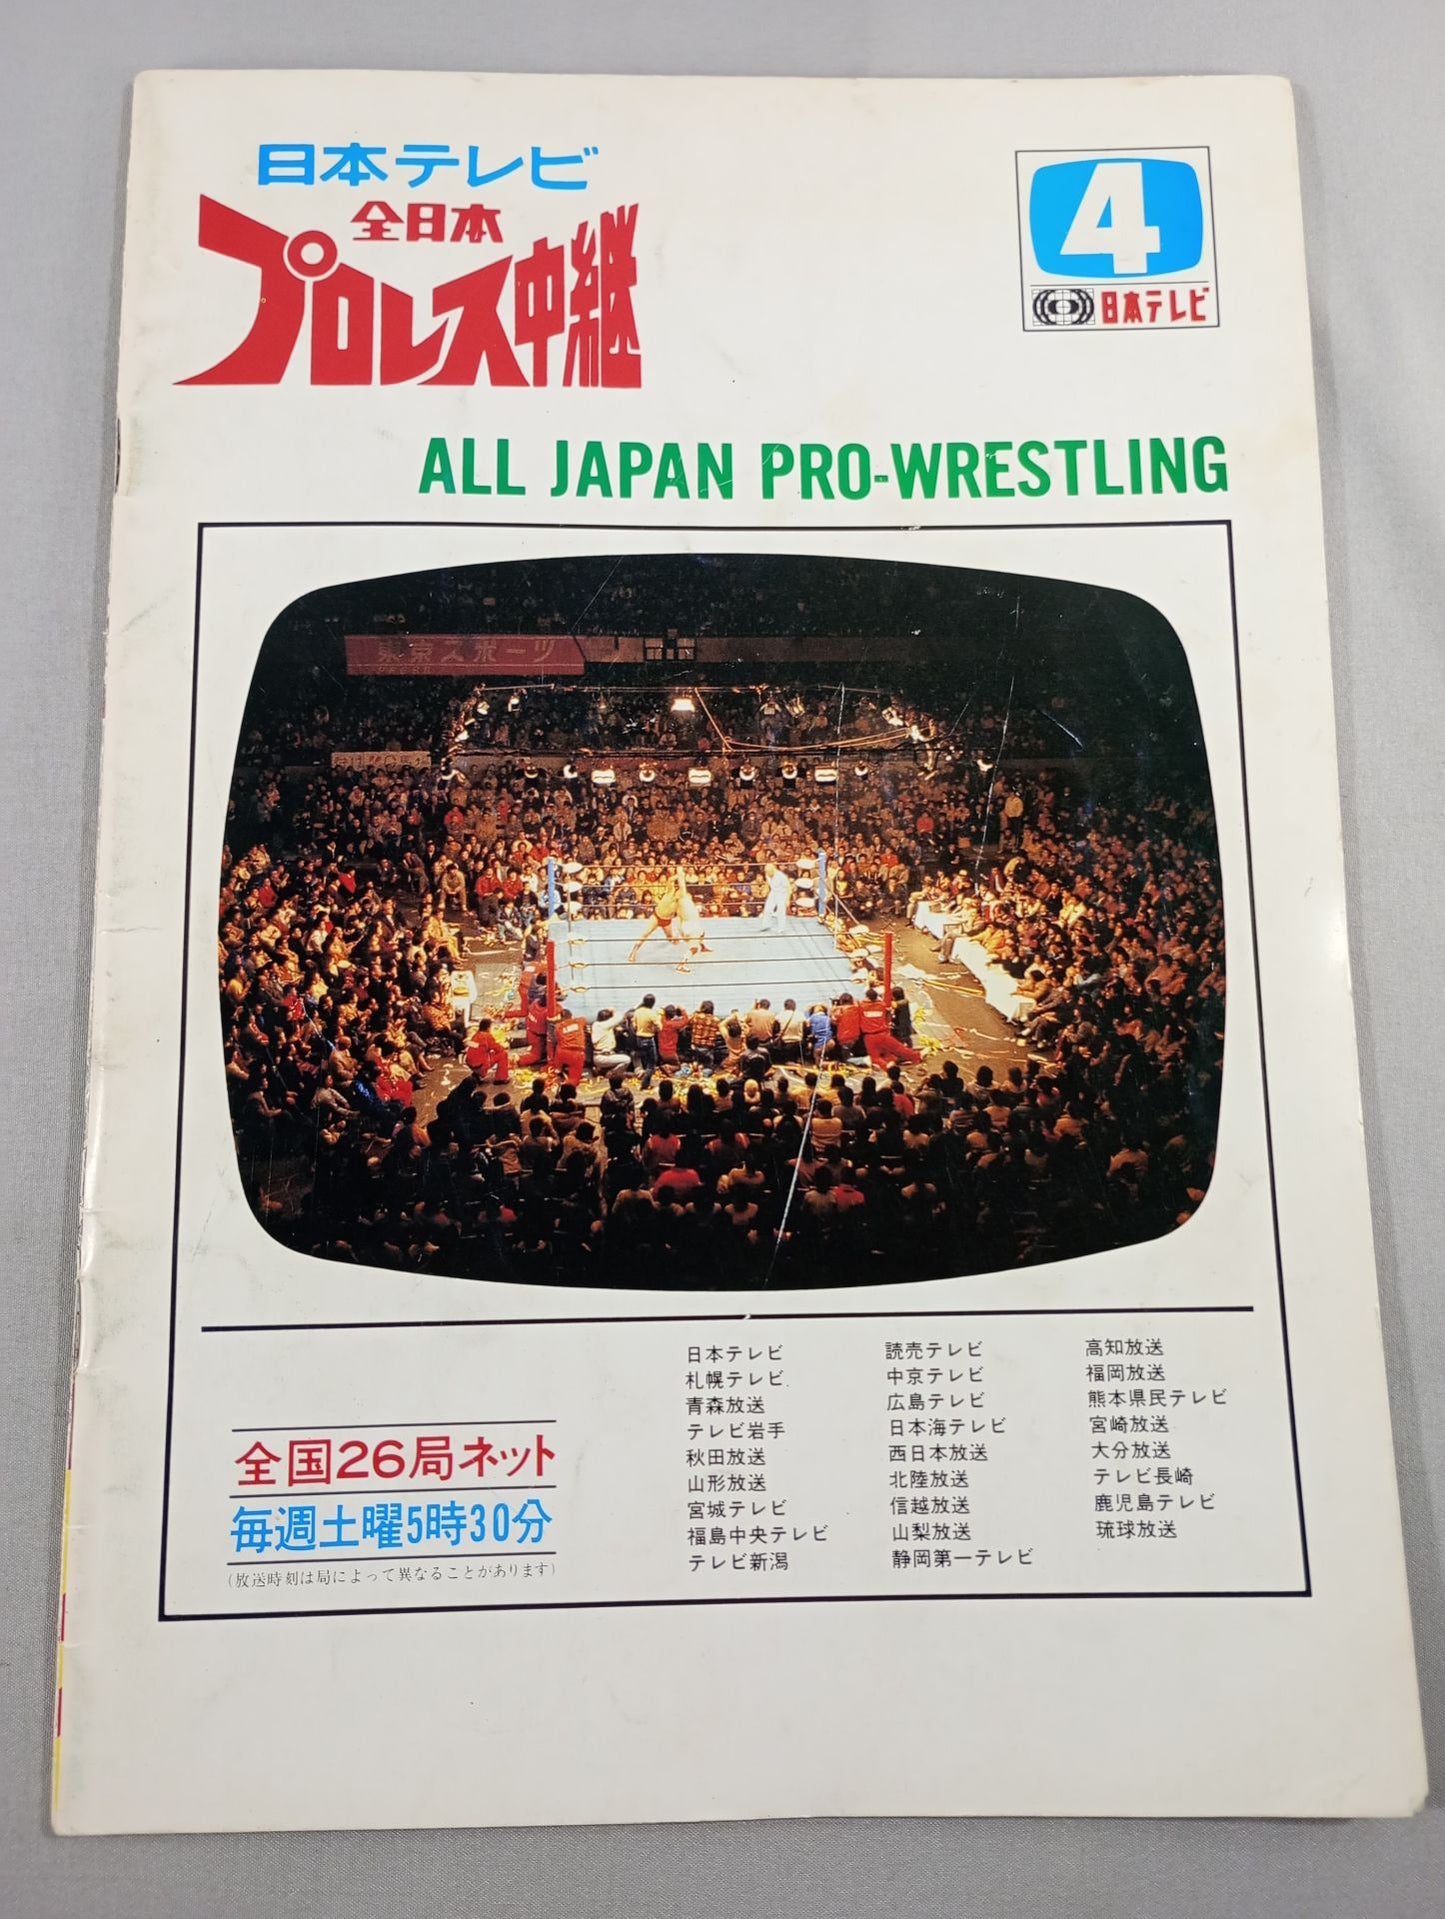 日本テレビ
全日本
プロレス中継
4
日本テレビ
ALL JAPAN PRO-WRESTLING
東京スポーツ
全国26局ネット
毎週土曜5時30分
(放送時刻は局によって異なることがあります)
日本テレビ
札幌テレビ
青森放送
テレビ岩手
秋田放送
山形放送
宮城テレビ
福島中央テレビ
テレビ新潟
読売テレビ
中京テレビ
広島テレビ
日本海テレビ
西日本放送
北陸放送
信越放送
山梨放送
静岡第一テレビ
高知放送
福岡放送
熊本県民テレビ
宮崎放送
大分放送
テレビ長崎
鹿児島テレビ
琉球放送